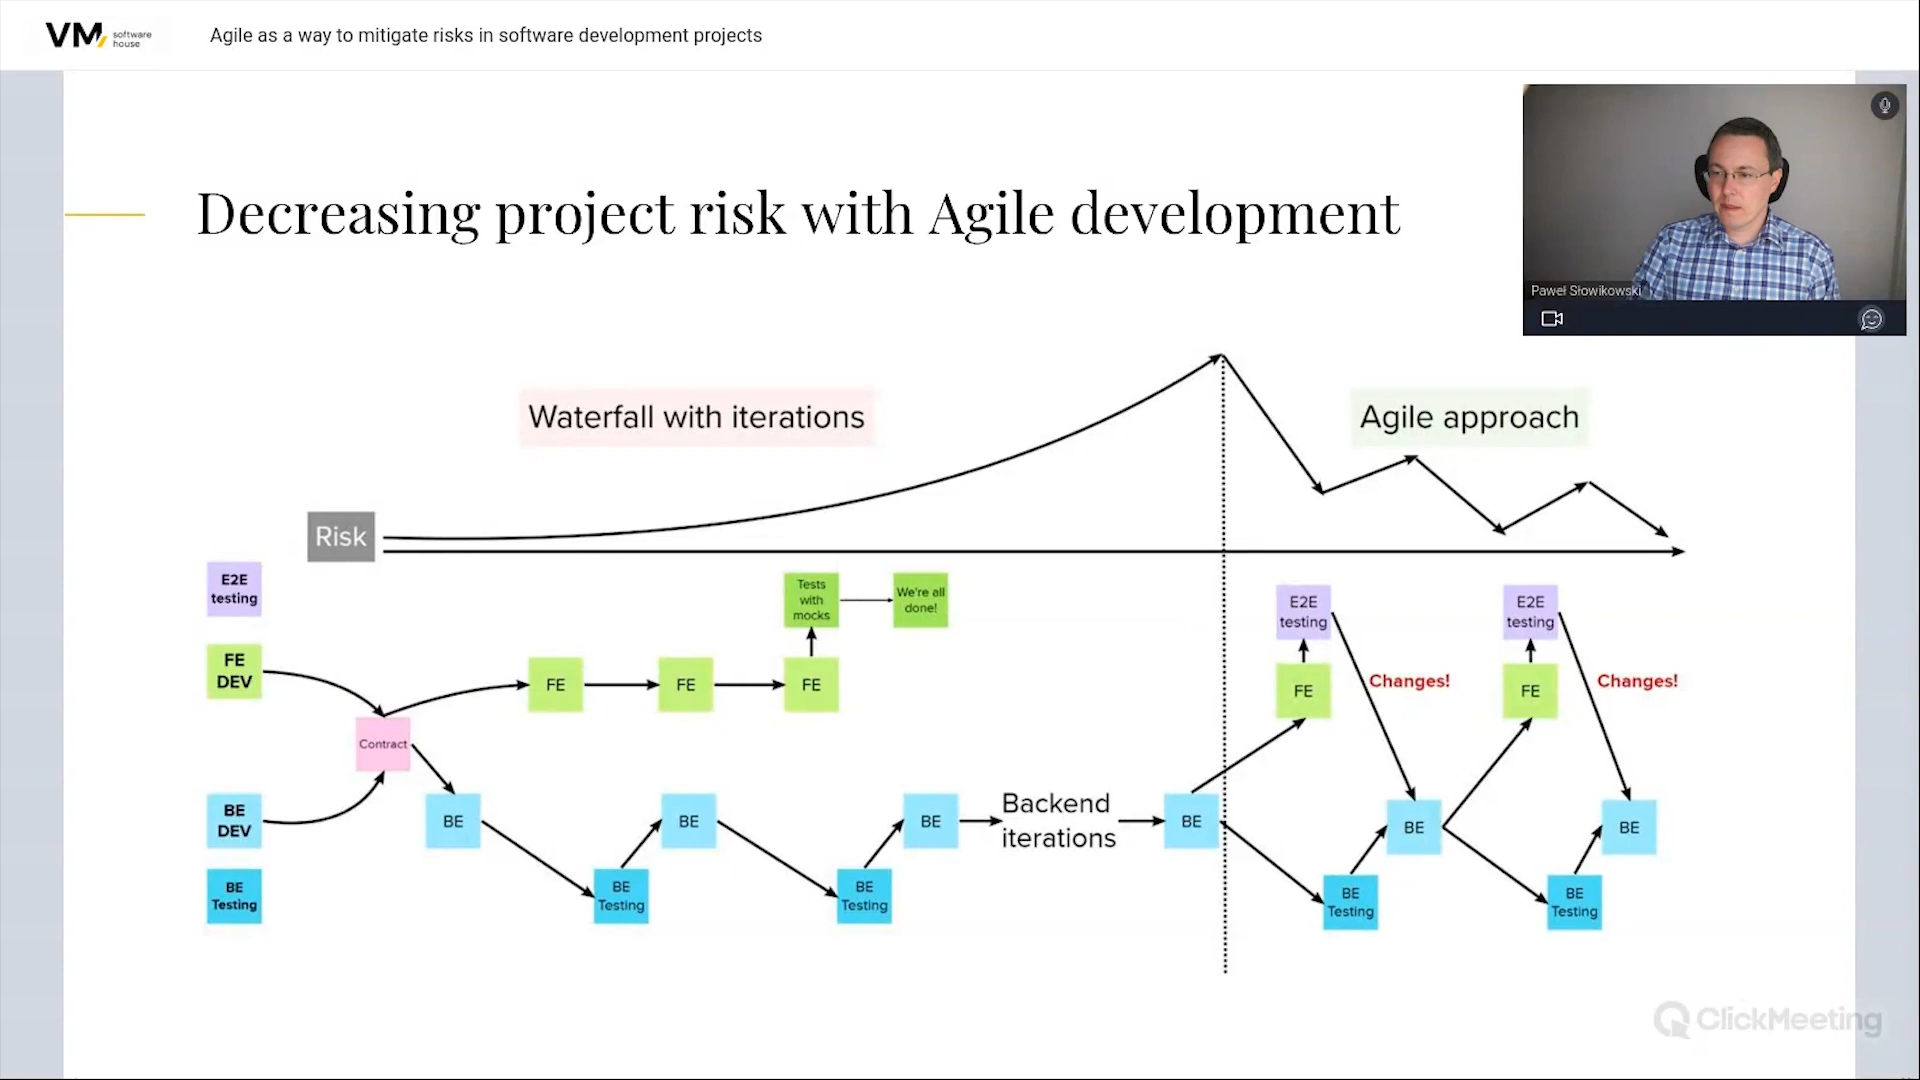 VM software house
Agile as a way to mitigate risks in software development projects
Decreasing project risk with Agile development
Paweł Słowikowski
Waterfall with iterations
Agile approach
Risk
E2E
testing
Tests
with
mocks
We're all
done!
E2E
testing
E2E
testing
FE
DEV
FE
FE
FE
FE
Changes!
FE
Changes!
Contract
BE
DEV
BE
BE
BE
Backend
iterations
BE
BE
BE
BE
Testing
BE
Testing
BE
Testing
BE
Testing
BE
Testing
ClickMeeting